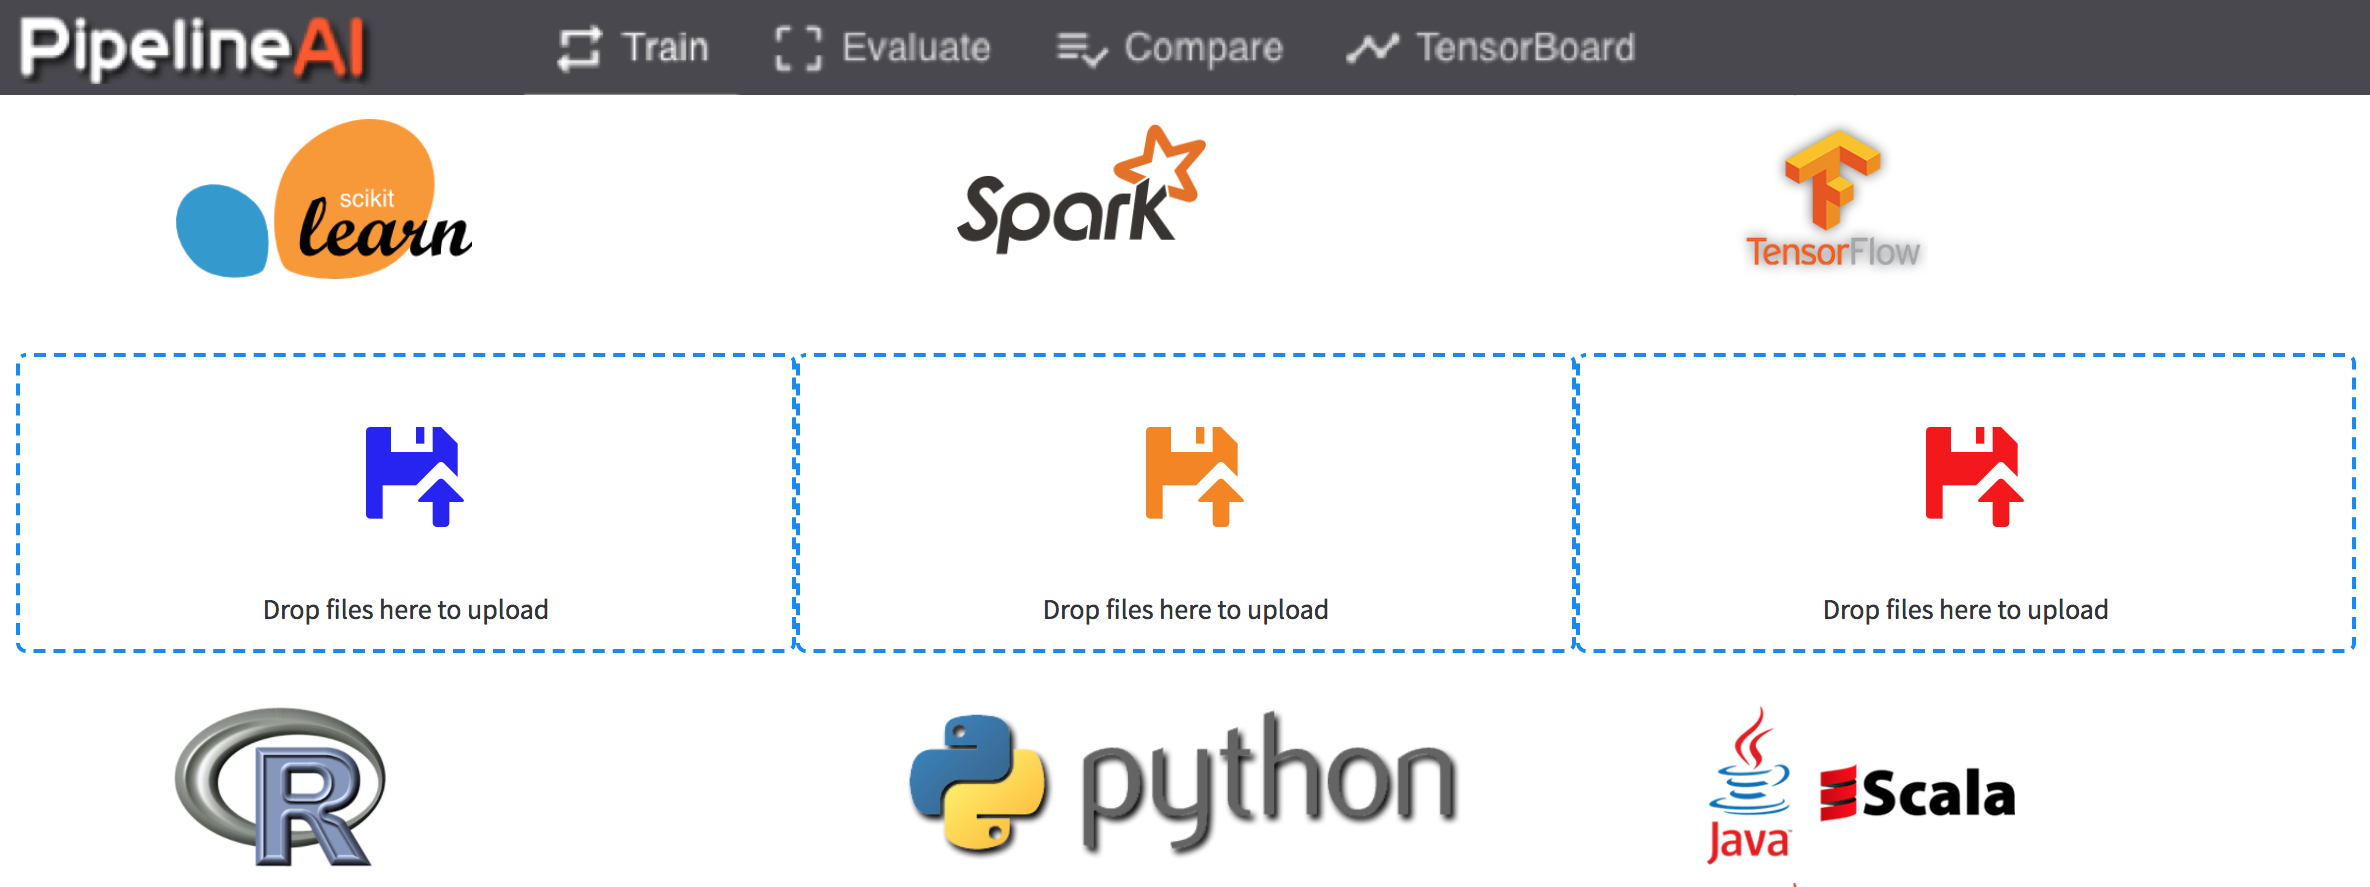 PipelineAI Train Evaluate Compare TensorBoard
scikit
learn
Spark
TensorFlow
Drop files here to upload
Drop files here to upload
Drop files here to upload
R
python
Java
Scala